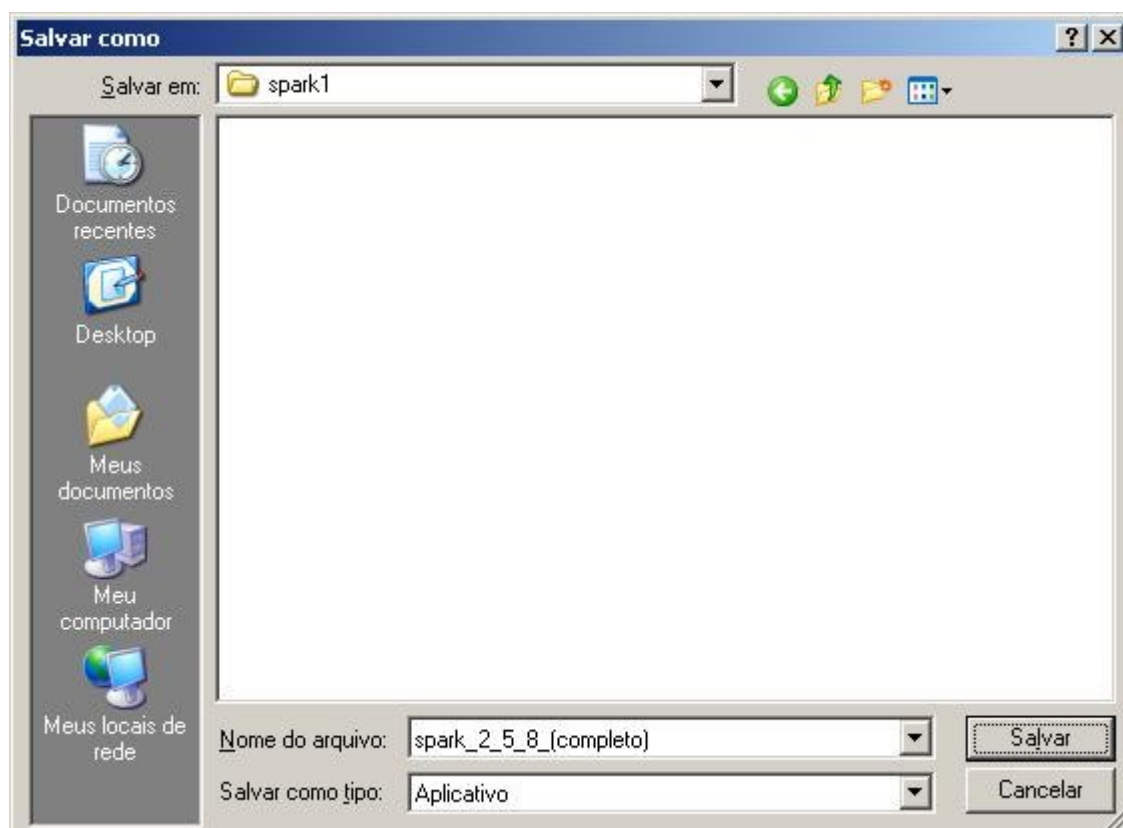 Salvar como
Salvar em: spark1
Documentos
recentes
Desktop
Meus
documentos
Meu
computador
Meus locais de
rede
Nome do arquivo: spark_2_5_8_(completo) Salvar
Salvar como tipo: Aplicativo Cancelar